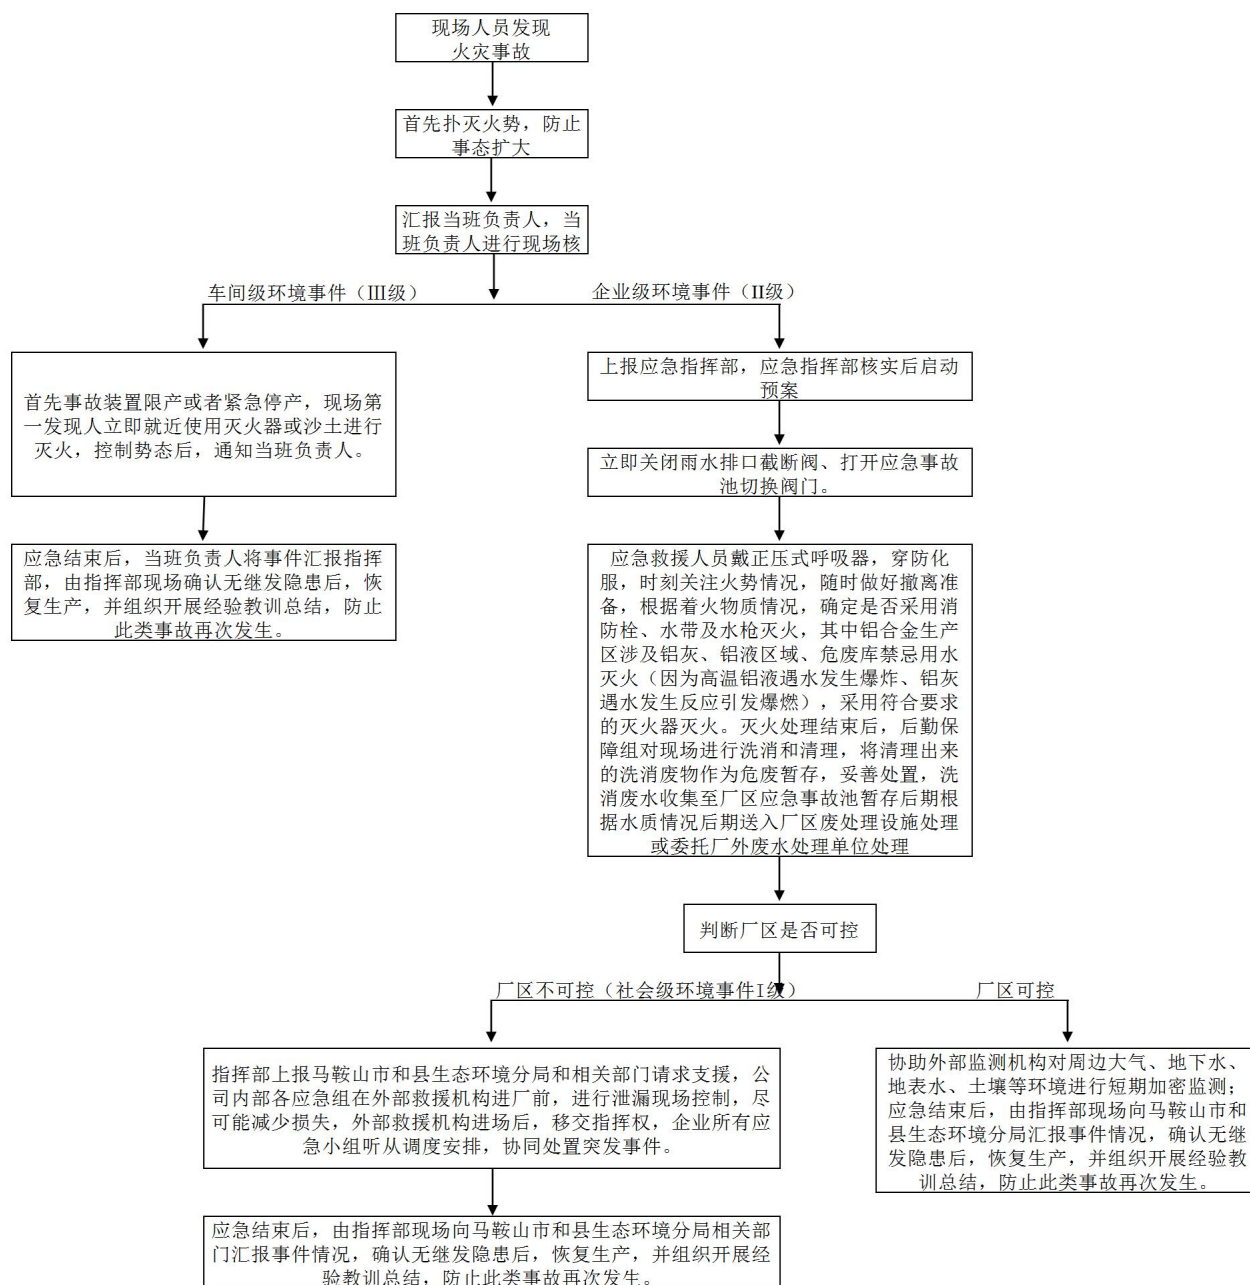 现场人员发现
火灾事故
首先扑灭火势，防止
事态扩大
汇报当班负责人，当
班负责人进行现场核
车间级环境事件（Ⅲ级）
企业级环境事件（Ⅱ级）
首先事故装置限产或者紧急停产，现场第
一发现人立即就近使用灭火器或沙土进行
灭火，控制势态后，通知当班负责人。
应急结束后，当班负责人将事件汇报指挥
部，由指挥部现场确认无继发隐患后，恢
复生产，并组织开展经验教训总结，防止
此类事故再次发生。
上报应急指挥部，应急指挥部核实后启动
预案
立即关闭雨水排口截断阀、打开应急事故
池切换阀门。
应急救援人员戴正压式呼吸器，穿防化
服，时刻关注火势情况，随时做好撤离准
备，根据着火物质情况，确定是否采用消
防栓、水带及水枪灭火，其中铝合金生产
区涉及铝灰、铝液区域、危废库禁忌用水
灭火（因为高温铝液遇水发生爆炸、铝灰
遇水发生反应引发爆燃），采用符合要求
的灭火器灭火。灭火处理结束后，后勤保
障组对现场进行洗消和清理，将清理出来
的洗消废物作为危废暂存，妥善处置，洗
消废水收集至厂区应急事故池暂存后期根
据水质情况后期送入厂区废处理设施处理
或委托厂外废水处理单位处理
判断厂区是否可控
厂区不可控（社会级环境事件I级）
厂区可控
指挥部上报马鞍山市和县生态环境分局和相关部门请求支援，公
司内部各应急组在外部救援机构进厂前，进行泄漏现场控制，尽
可能减少损失，外部救援机构进场后，移交指挥权，企业所有应
急小组听从调度安排，协同处置突发事件。
应急结束后，由指挥部现场向马鞍山市和县生态环境分局相关部
门汇报事件情况，确认无继发隐患后，恢复生产，并组织开展经
验教训总结，防止此类事故再次发生。
协助外部监测机构对周边大气、地下水、
地表水、土壤等环境进行短期加密监测；
应急结束后，由指挥部现场向马鞍山市和
县生态环境分局汇报事件情况，确认无继
发隐患后，恢复生产，并组织开展经验教
训总结，防止此类事故再次发生。